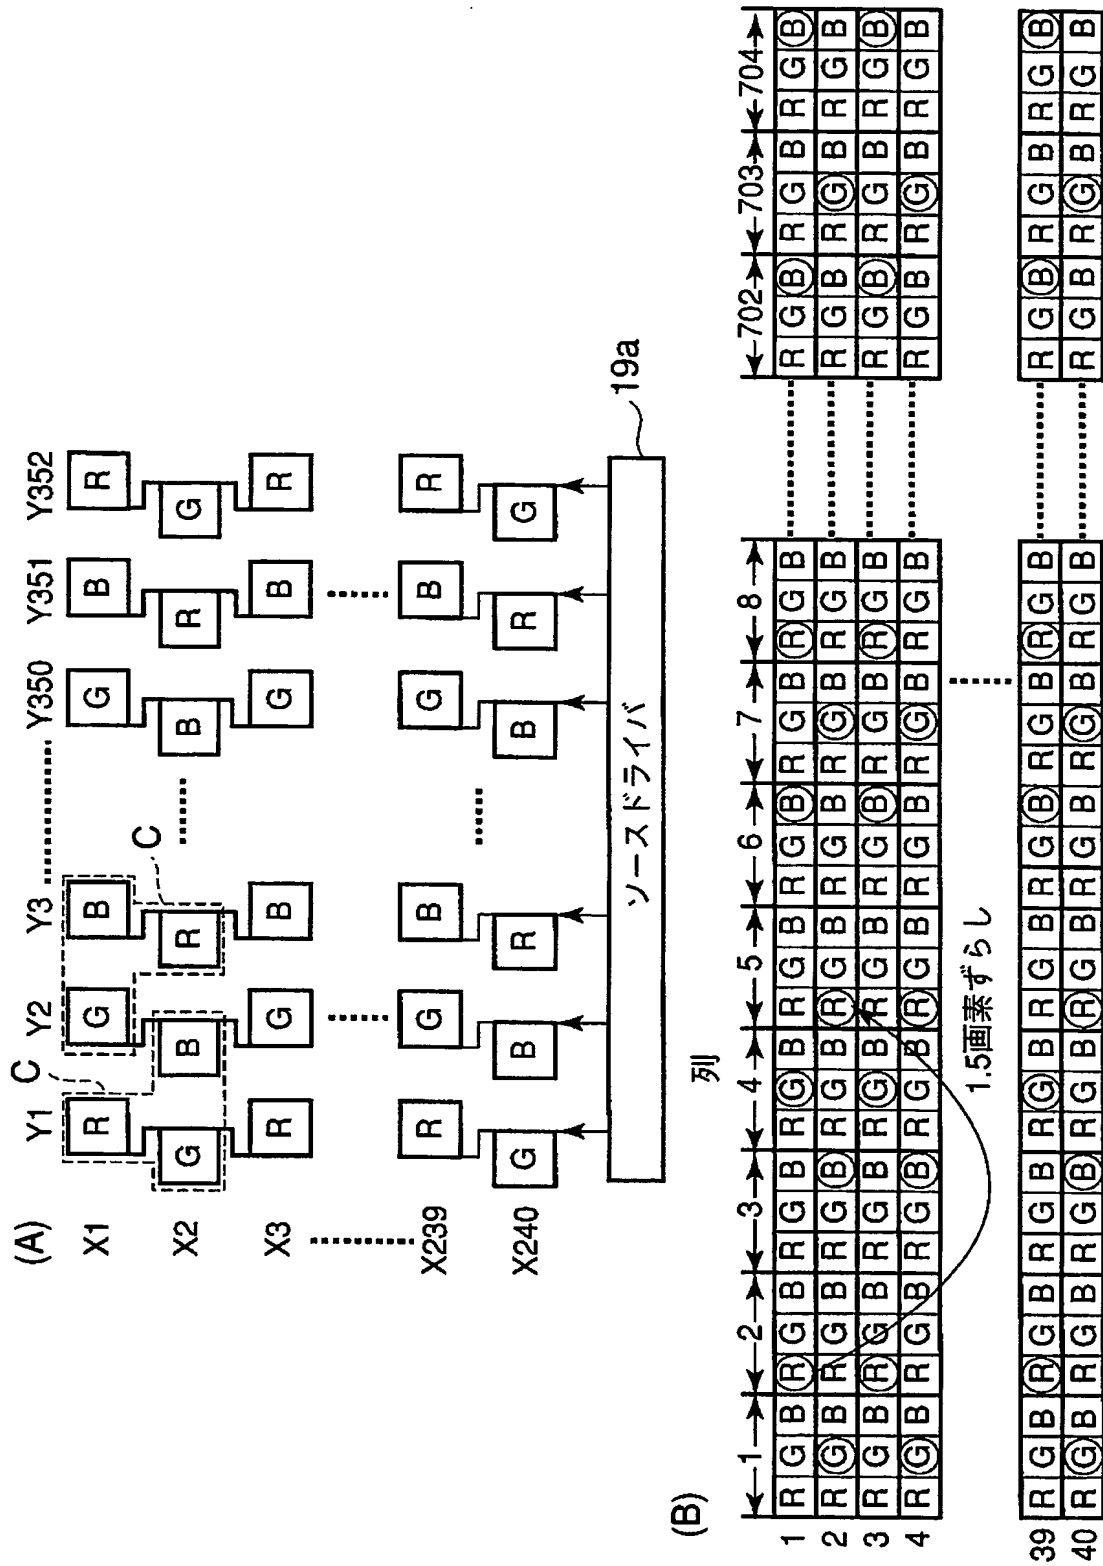 (A)
Y1 Y2 Y3 Y350 Y351 Y352
C C
X1 R G B G B R
X2 G B R B R G
X3 R G B G B R
X239 R G B G B R
X240 G B R B R G
ソースドライバ 19a
(B)
列
1 2 3 4 5 6 7 8 702 703 704
1 R G B R G B R G B R G B R G B R G B R G B R G B R G B R G B R G B
2 R G B R G B R G B R G B R G B R G B R G B R G B R G B R G B R G B
3 R G B R G B R G B R G B R G B R G B R G B R G B R G B R G B R G B
4 R G B R G B R G B R G B R G B R G B R G B R G B R G B R G B R G B
1.5画素ずらし
39 R G B R G B R G B R G B R G B R G B R G B R G B R G B R G B R G B
40 R G B R G B R G B R G B R G B R G B R G B R G B R G B R G B R G B